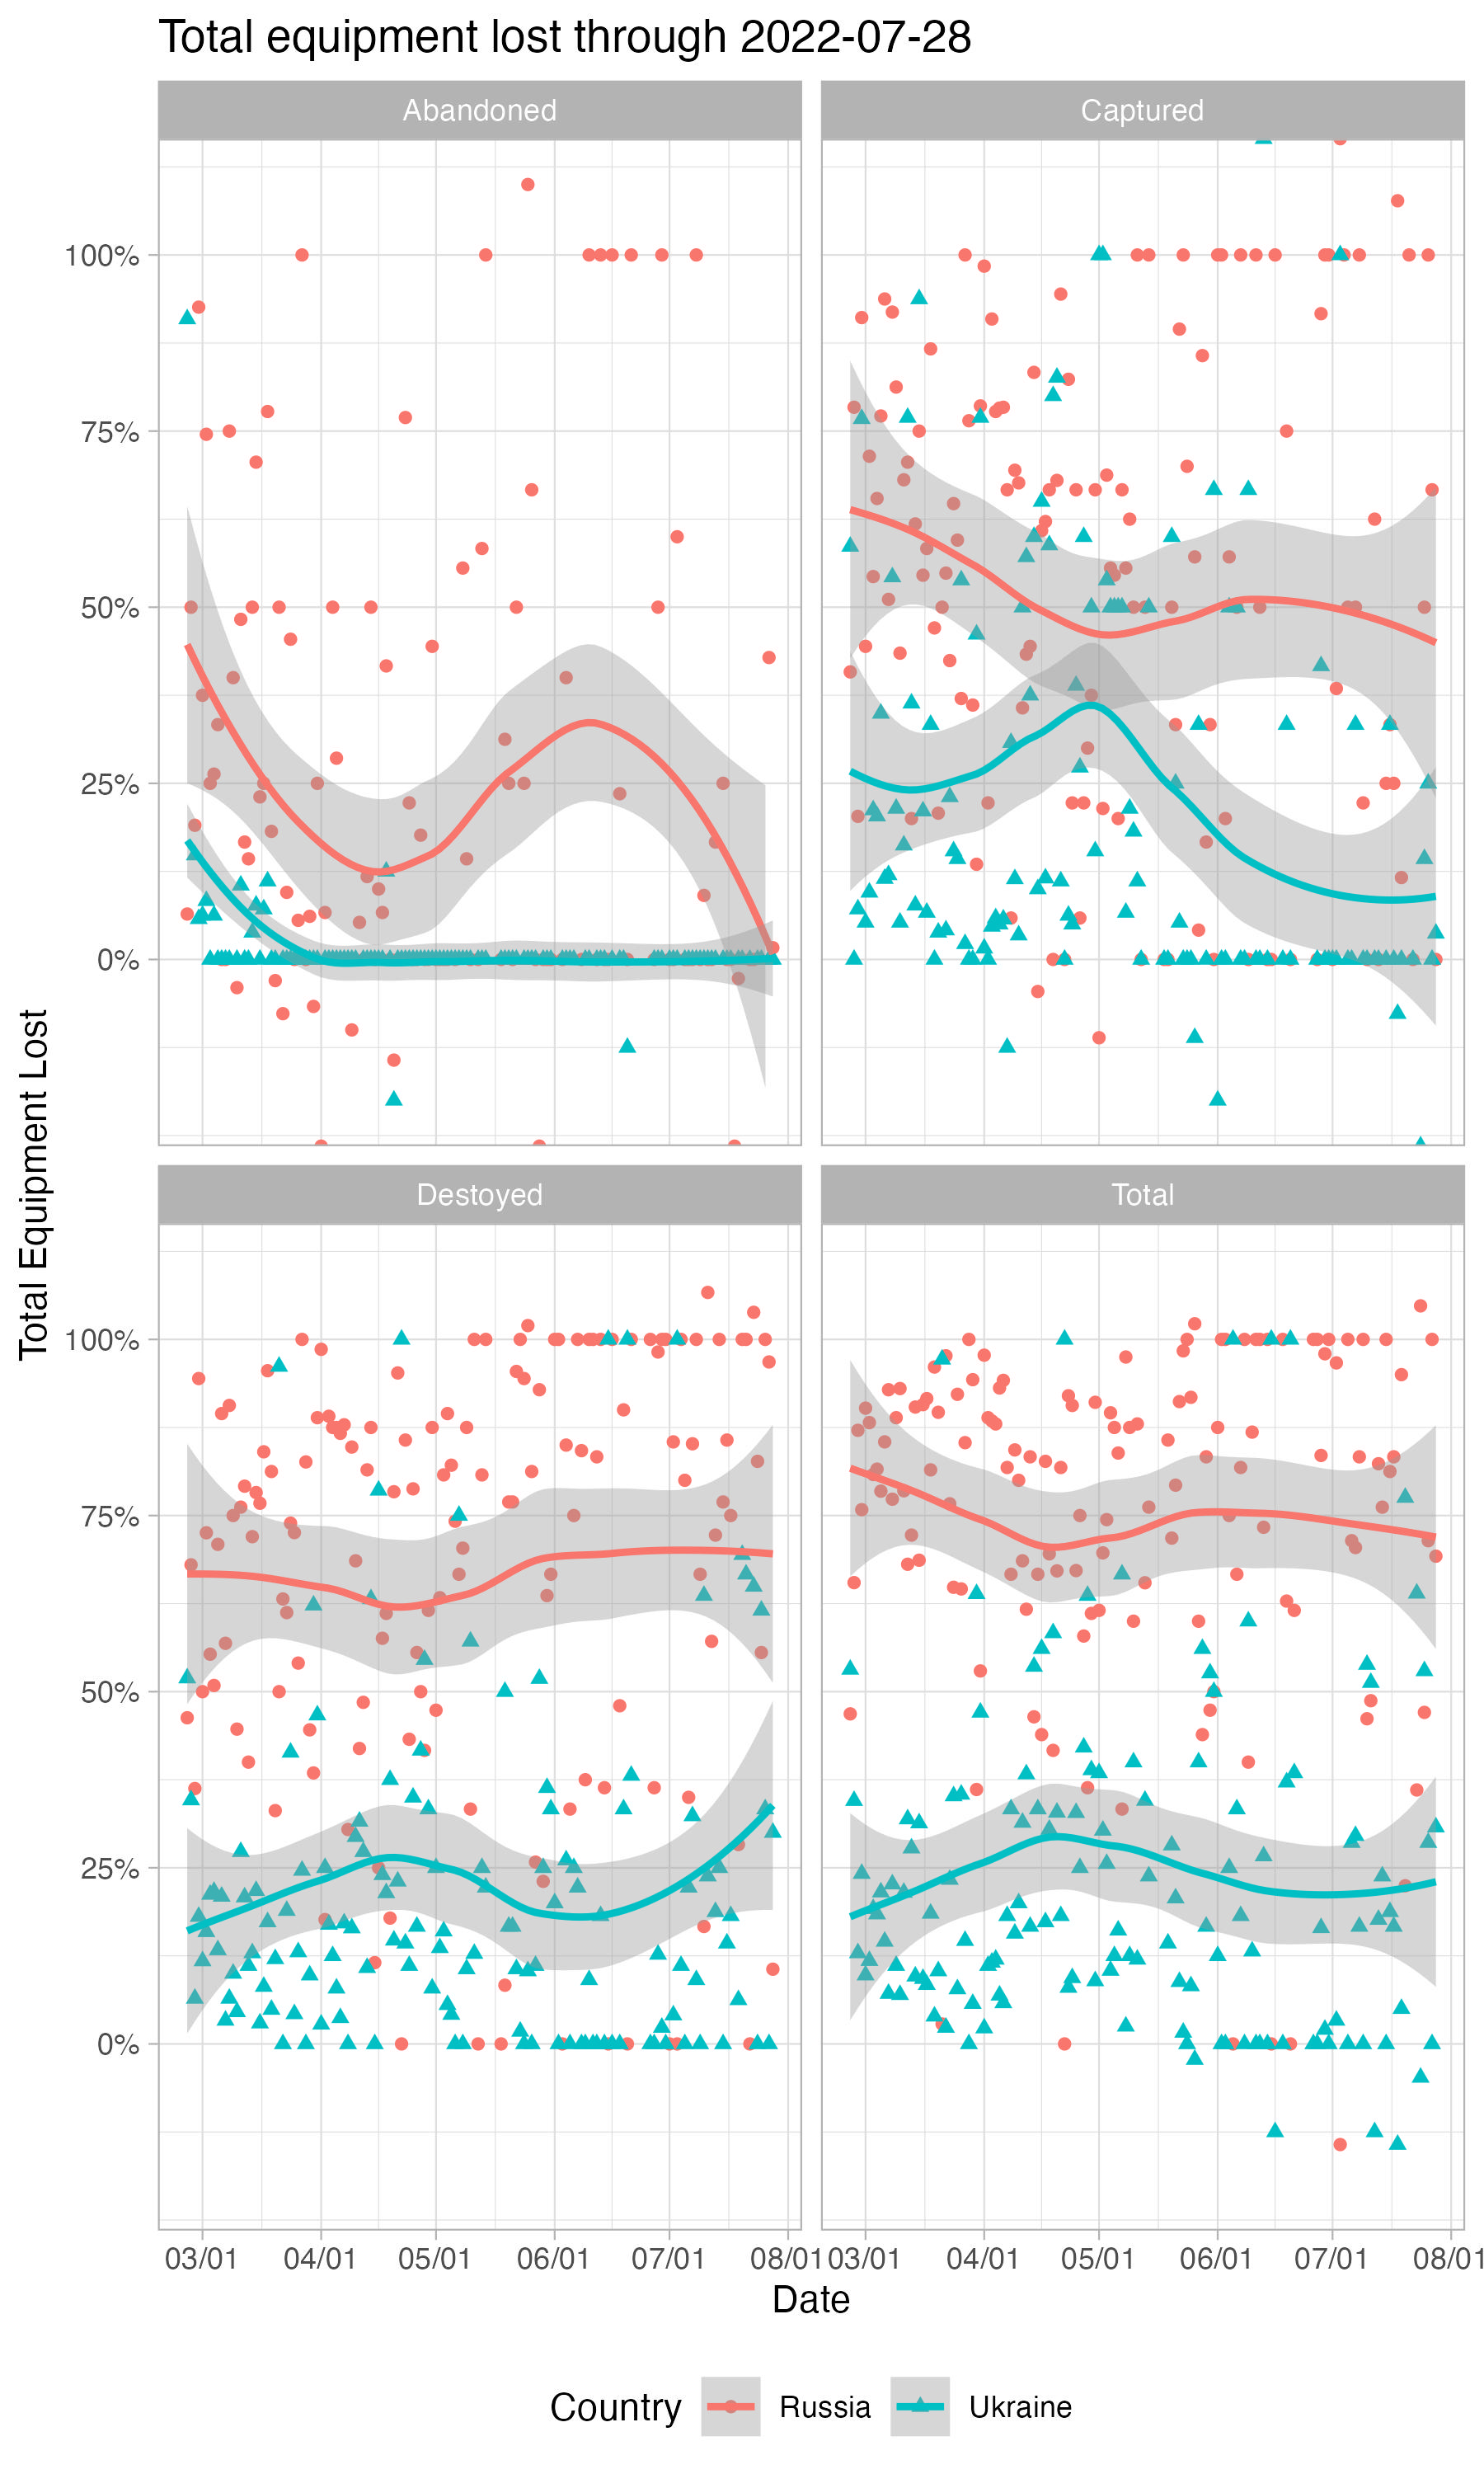 Total equipment lost through 2022-07-28
Abandoned
Captured
100%
75%
50%
25%
0%
Destoyed
Total
100%
75%
50%
25%
0%
Total Equipment Lost
03/01 04/01 05/01 06/01 07/01 08/01 03/01 04/01 05/01 06/01 07/01 08/01
Date
Country Russia Ukraine